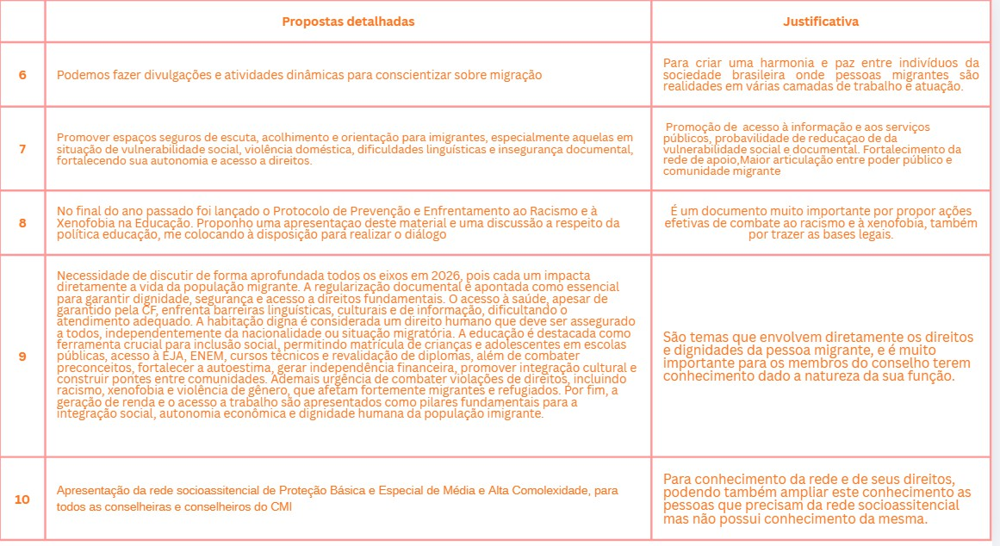 Propostas detalhadas
Justificativa
6
Podemos fazer divulgações e atividades dinâmicas para conscientizar sobre migração
Para criar uma harmonia e paz entre indivíduos da
sociedade brasileira onde pessoas migrantes são
realidades em várias camadas de trabalho e atuação.
7
Promover espaços seguros de escuta, acolhimento e orientação para imigrantes, especialmente aquelas em
situação de vulnerabilidade social, violência doméstica, dificuldades linguísticas e insegurança documental,
fortalecendo sua autonomia e acesso a direitos.
Promoção de acesso à informação e aos serviços
públicos, probavilidade de reducaçao de da
vulnerabilidade social e documental. Fortalecimento da
rede de apoio,Maior articulação entre poder público e
comunidade migrante
8
No final do ano passado foi lançado o Protocolo de Prevenção e Enfrentamento ao Racismo e à
Xenofobia na Educação. Proponho uma apresentaçao deste material e uma discussão a respeito da
política educação, me colocando à disposição para realizar o diálogo
É um documento muito importante por propor ações
efetivas de combate ao racismo e à xenofobia, também
por trazer as bases legais.
9
Necessidade de discutir de forma aprofundada todos os eixos em 2026, pois cada um impacta
diretamente a vida da população migrante. A regularização documental é apontada como essencial
para garantir dignidade, segurança e acesso a direitos fundamentais. O acesso à saúde, apesar de
garantido pela CF, enfrenta barreiras linguísticas, culturais e de informação, dificultando o
atendimento adequado. A habitação digna é considerada um direito humano que deve ser assegurado
a todos, independentemente da nacionalidade ou situação migratória. A educação é destacada como
ferramenta crucial para inclusão social, permitindo matrícula de crianças e adolescentes em escolas
públicas, acesso à EJA, ENEM, cursos técnicos e revalidação de diplomas, além de combater
preconceitos, fortalecer a autoestima, gerar independência financeira, promover integração cultural e
construir pontes entre comunidades. Ademais urgência de combater violações de direitos, incluindo
racismo, xenofobia e violência de gênero, que afetam fortemente migrantes e refugiados. Por fim, a
geração de renda e o acesso a trabalho são apresentados como pilares fundamentais para a
integração social, autonomia econômica e dignidade humana da população imigrante.
São temas que envolvem diretamente os direitos
e dignidades da pessoa migrante, e é muito
importante para os membros do conselho terem
conhecimento dado a natureza da sua função.
10
Apresentação da rede socioassitencial de Proteção Básica e Especial de Média e Alta Comolexidade, para
todos as conselheiras e conselheiros do CMI
Para conhecimento da rede e de seus direitos,
podendo também ampliar este conhecimento as
pessoas que precisam da rede socioassitencial
mas não possui conhecimento da mesma.